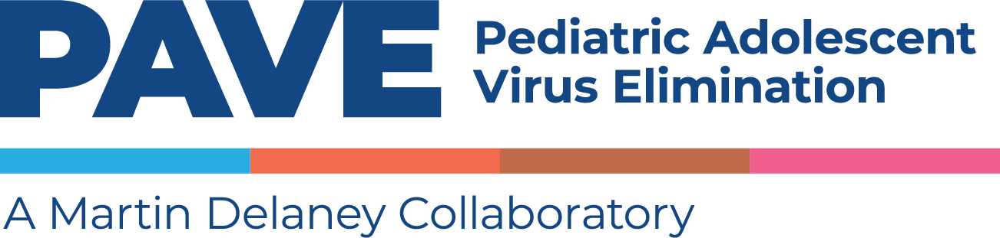 PAVE
Pediatric Adolescent
Virus Elimination
A Martin Delaney Collaboratory